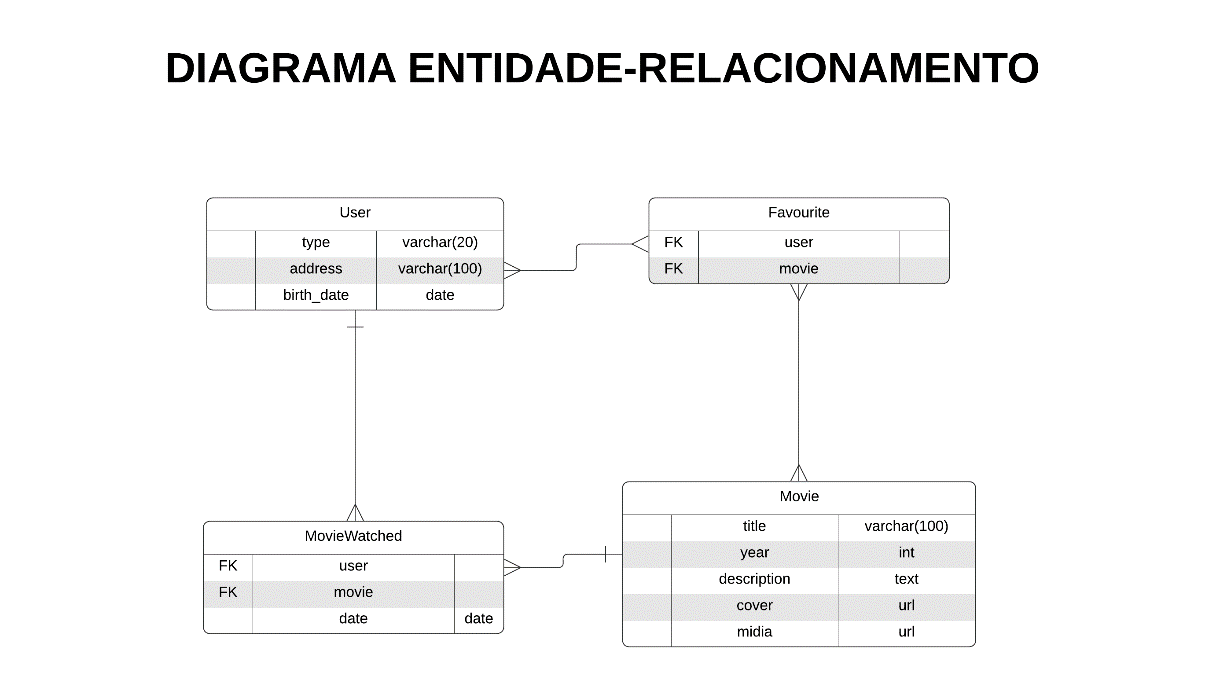 DIAGRAMA ENTIDADE-RELACIONAMENTO
User
type varchar(20)
address varchar(100)
birth_date date
Favourite
FK user
FK movie
MovieWatched
FK user
FK movie
date date
Movie
title varchar(100)
year int
description text
cover url
midia url